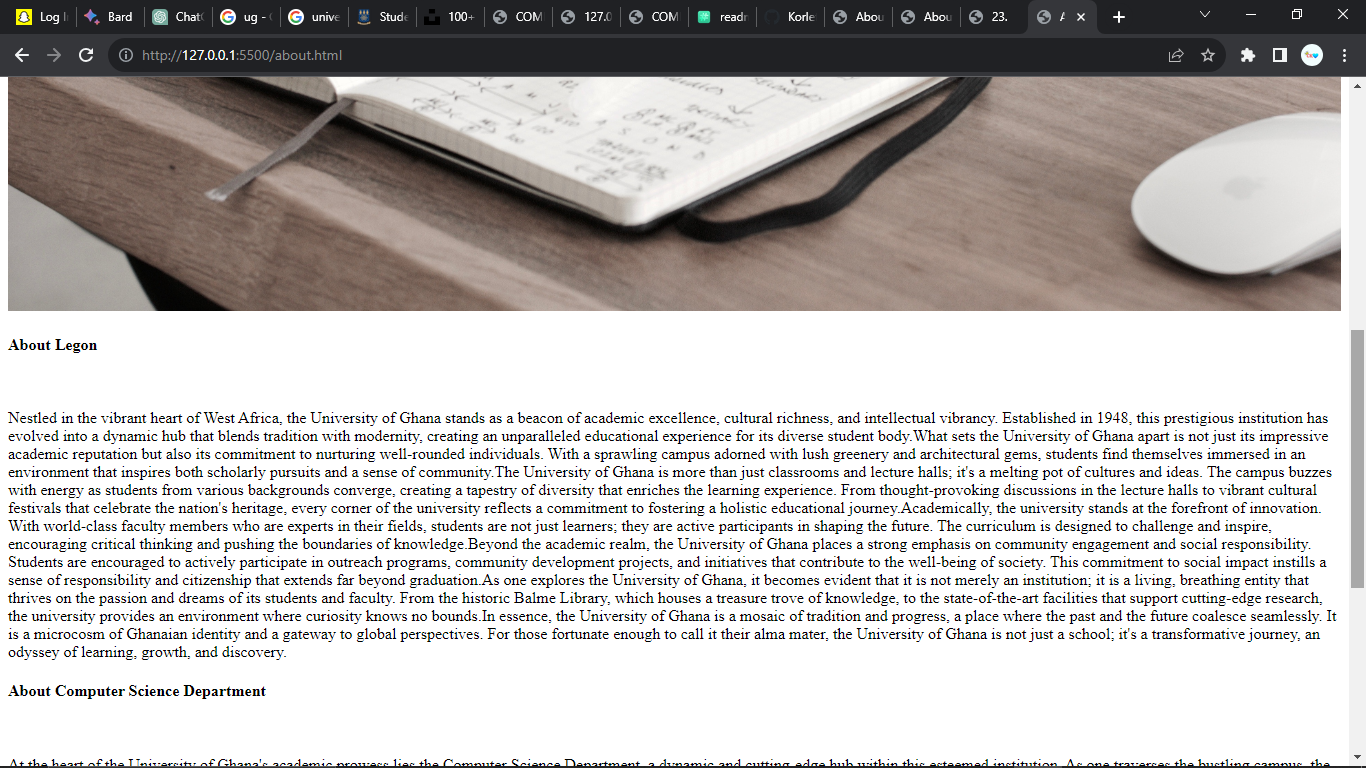 Log I
Bard
Chat
ug - 
unive
Stude
100+
COM
127.0
COM
readr
Korle
Abou
Abou
23.
http://127.0.0.1:5500/about.html
SECONDARY
TERTIARY
About Legon
Nestled in the vibrant heart of West Africa, the University of Ghana stands as a beacon of academic excellence, cultural richness, and intellectual vibrancy. Established in 1948, this prestigious institution has
evolved into a dynamic hub that blends tradition with modernity, creating an unparalleled educational experience for its diverse student body.What sets the University of Ghana apart is not just its impressive
academic reputation but also its commitment to nurturing well-rounded individuals. With a sprawling campus adorned with lush greenery and architectural gems, students find themselves immersed in an
environment that inspires both scholarly pursuits and a sense of community.The University of Ghana is more than just classrooms and lecture halls; it's a melting pot of cultures and ideas. The campus buzzes
with energy as students from various backgrounds converge, creating a tapestry of diversity that enriches the learning experience. From thought-provoking discussions in the lecture halls to vibrant cultural
festivals that celebrate the nation's heritage, every corner of the university reflects a commitment to fostering a holistic educational journey.Academically, the university stands at the forefront of innovation.
With world-class faculty members who are experts in their fields, students are not just learners; they are active participants in shaping the future. The curriculum is designed to challenge and inspire,
encouraging critical thinking and pushing the boundaries of knowledge.Beyond the academic realm, the University of Ghana places a strong emphasis on community engagement and social responsibility.
Students are encouraged to actively participate in outreach programs, community development projects, and initiatives that contribute to the well-being of society. This commitment to social impact instills a
sense of responsibility and citizenship that extends far beyond graduation.As one explores the University of Ghana, it becomes evident that it is not merely an institution; it is a living, breathing entity that
thrives on the passion and dreams of its students and faculty. From the historic Balme Library, which houses a treasure trove of knowledge, to the state-of-the-art facilities that support cutting-edge research,
the university provides an environment where curiosity knows no bounds.In essence, the University of Ghana is a mosaic of tradition and progress, a place where the past and the future coalesce seamlessly. It
is a microcosm of Ghanaian identity and a gateway to global perspectives. For those fortunate enough to call it their alma mater, the University of Ghana is not just a school; it's a transformative journey, an
odyssey of learning, growth, and discovery.
About Computer Science Department
At the heart of the University of Ghana's academic prowess lies the Computer Science Department, a dynamic and cutting-edge hub within this esteemed institution. As one traverses the bustling campus, the